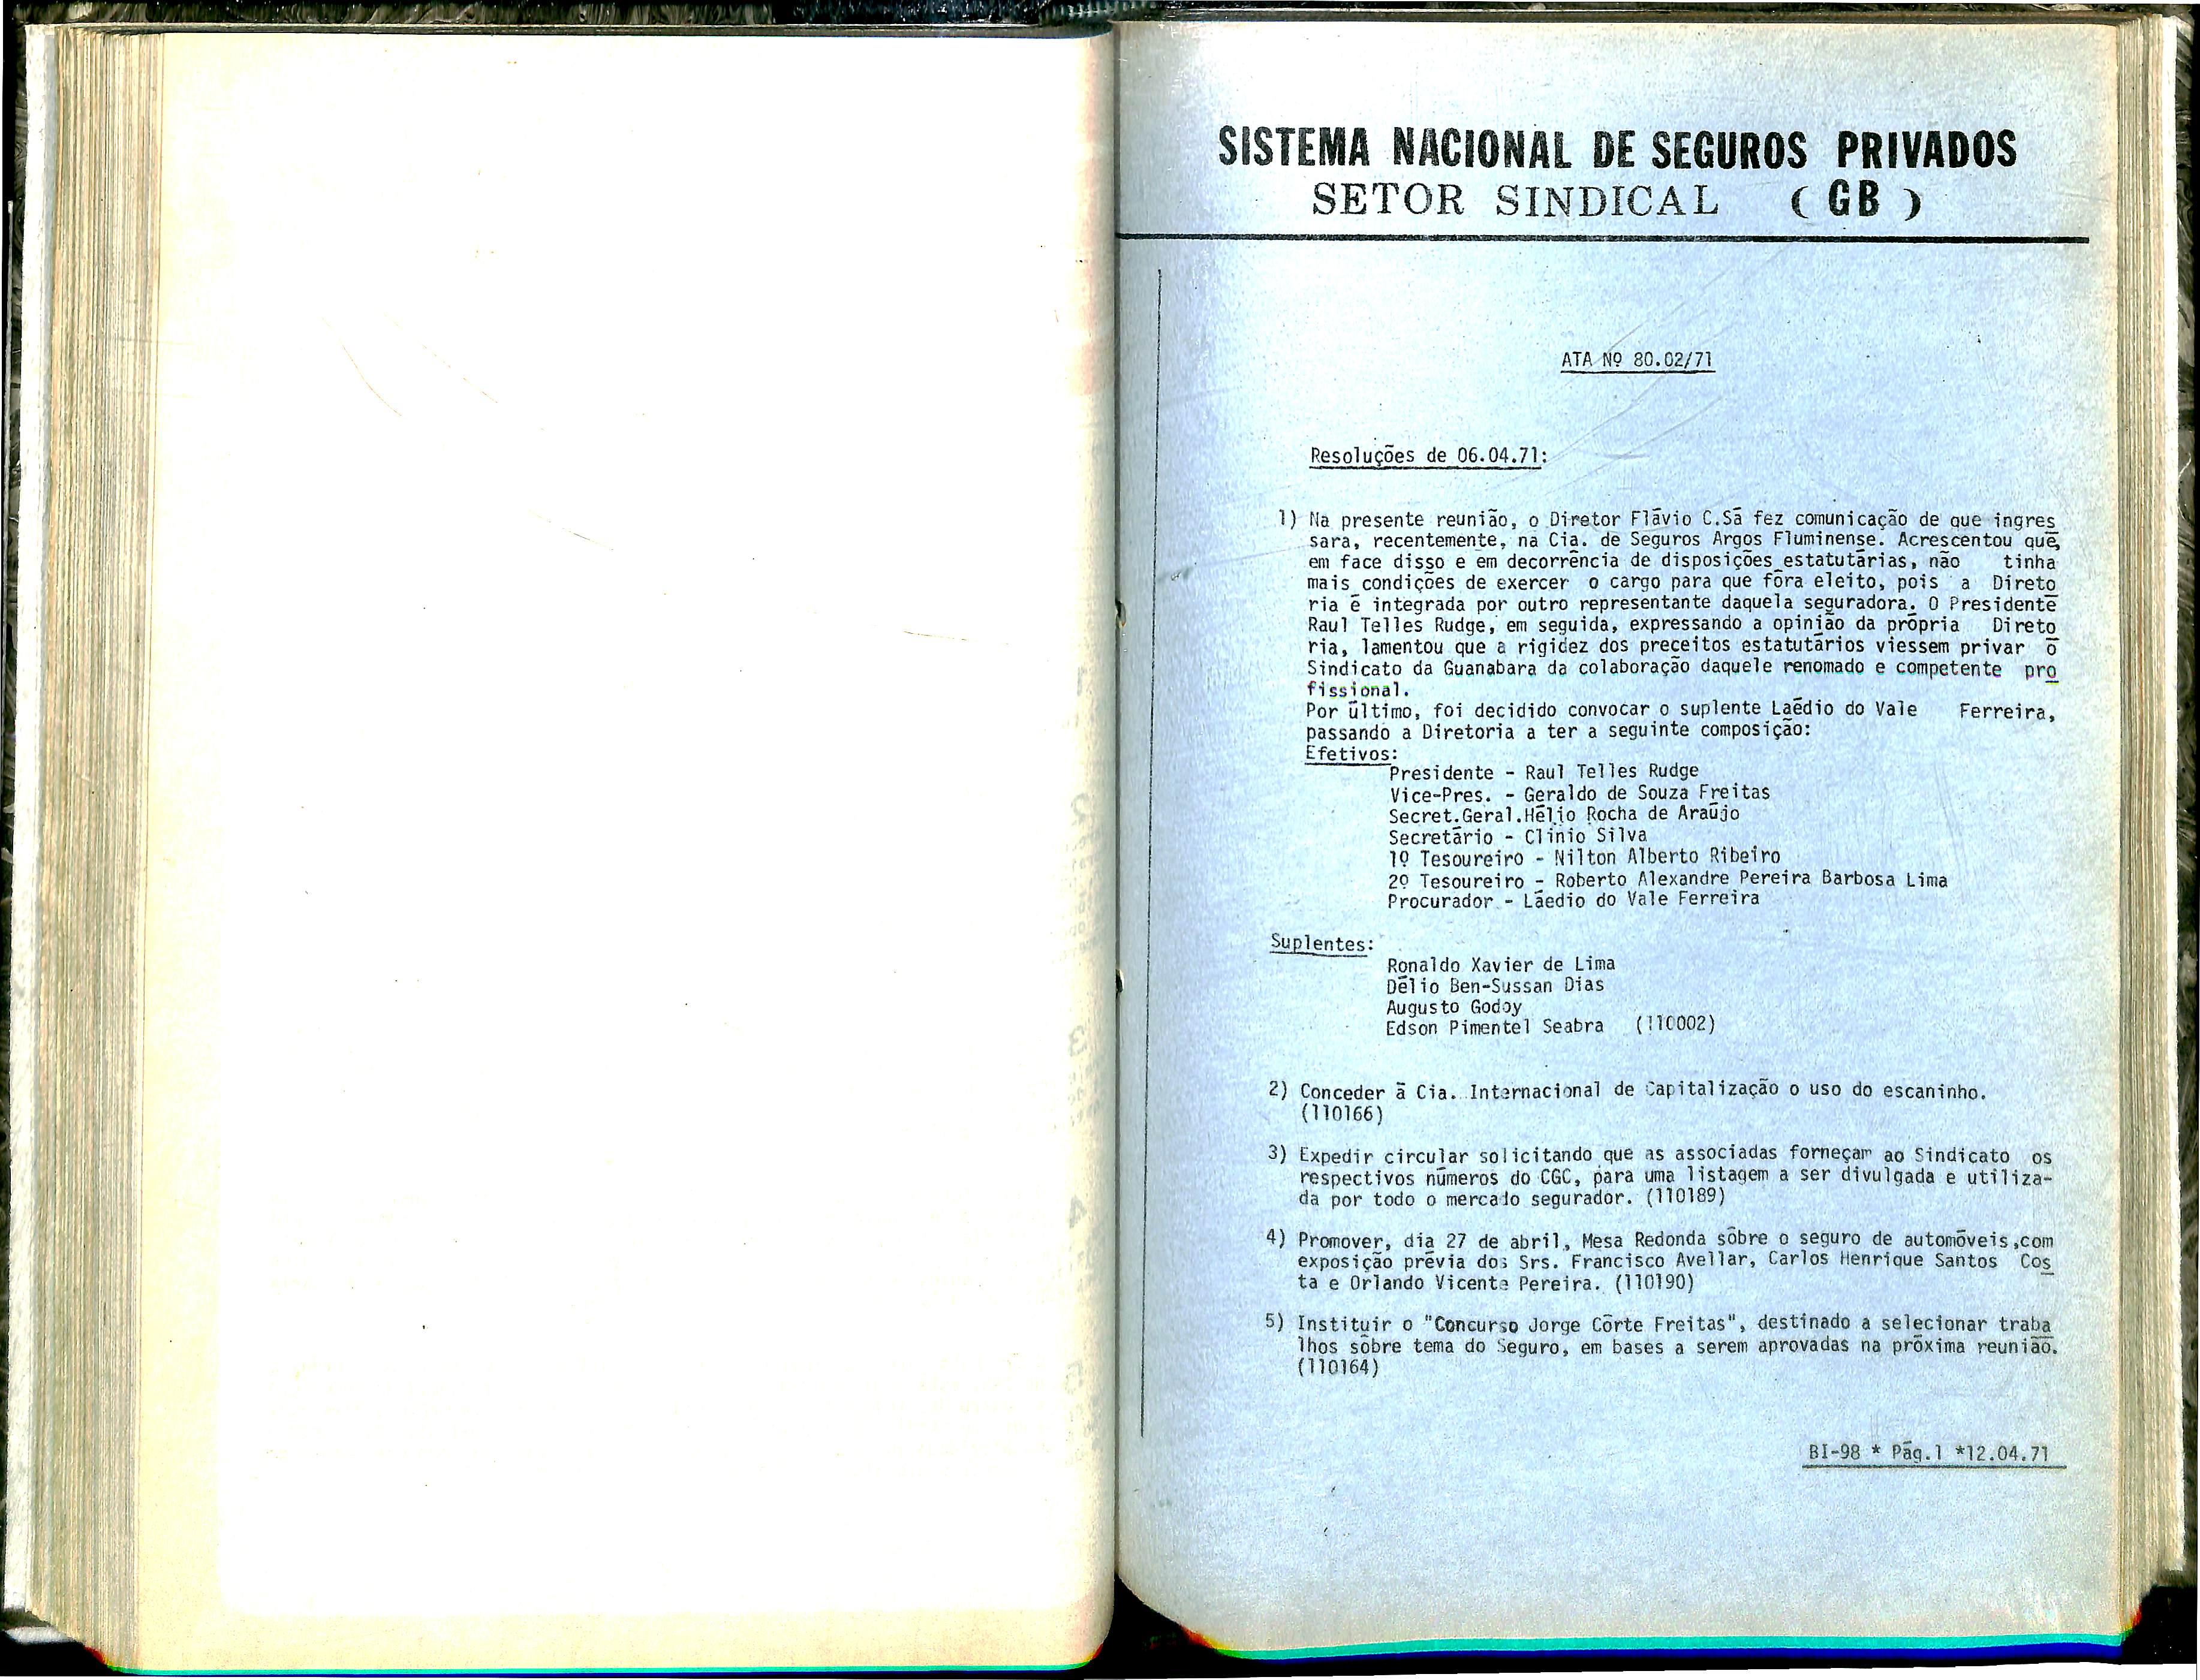 SISTEMA NACIONAL DE SEGUROS PRIVADOS
SETOR SINDICAL (GB)
ATA Nº 80.02/71
Resoluções de 06.04.71:
1) Na presente reunião, o Diretor Flávio C.Sá fez comunicação de que ingres
sara, recentemente, na Cia. de Seguros Argos Fluminense. Acrescentou que,
em face disso e em decorrência de disposições estatutárias, não tinha
mais condições de exercer o cargo para que fôra eleito, pois a Direto
ria é integrada por outro representante daquela seguradora. O Presidente
Raul Telles Rudge, em seguida, expressando a opinião da própria Direto
ria, lamentou que a rigidez dos preceitos estatutários viessem privar o
Sindicato da Guanabara da colaboração daquele renomado e competente pro
fissional.
Por último, foi decidido convocar o suplente Laédio do Vale Ferreira,
passando a Diretoria a ter a seguinte composição:
Efetivos:
Presidente - Raul Telles Rudge
Vice-Pres. - Geraldo de Souza Freitas
Secret.Geral.Hélio Rocha de Araújo
Secretário - Clinio Silva
1º Tesoureiro - Nilton Alberto Ribeiro
2º Tesoureiro - Roberto Alexandre Pereira Barbosa Lima
Procurador - Láedio do Vale Ferreira
Suplentes:
Ronaldo Xavier de Lima
Délio Ben-Sussan Dias
Augusto Godoy
Edson Pimentel Seabra (110002)
2) Conceder à Cia. Internacional de Capitalização o uso do escaninho.
(110166)
3) Expedir circular solicitando que as associadas forneçam ao Sindicato os
respectivos números do CGC, para uma listagem a ser divulgada e utiliza-
da por todo o mercado segurador. (110189)
4) Promover, dia 27 de abril, Mesa Redonda sôbre o seguro de automóveis,com
exposição prévia dos Srs. Francisco Avellar, Carlos Henrique Santos Cos
ta e Orlando Vicente Pereira. (110190)
5) Instituir o "Concurso Jorge Côrte Freitas", destinado a selecionar traba
lhos sôbre tema do Seguro, em bases a serem aprovadas na próxima reunião.
(110164)
BI-98 * Pág.1 *12.04.71